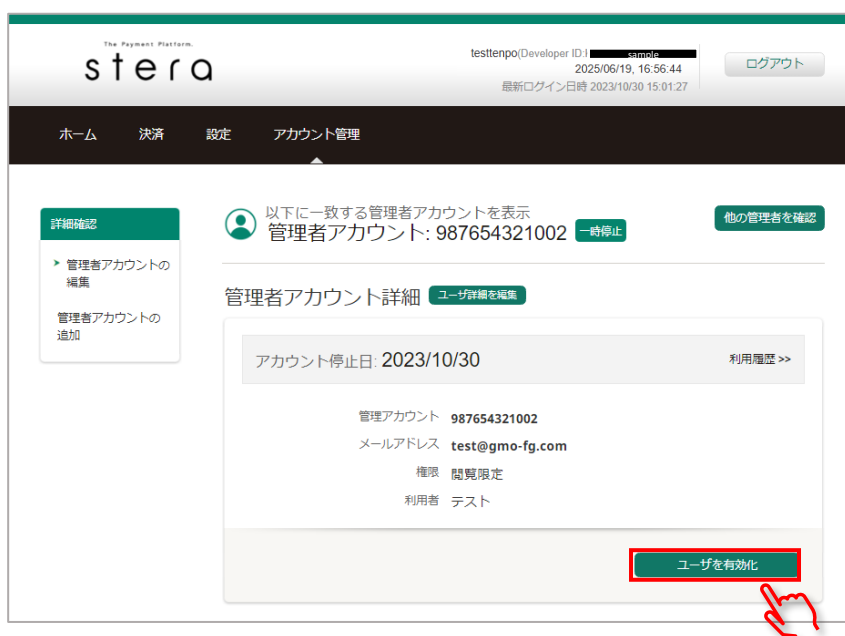 The Payment Platform.
stera
testtenpo(Developer ID:
sample
2025/06/19, 16:56:44
最新ログイン日時 2023/10/30 15:01:27
ログアウト
ホーム 決済 設定 アカウント管理
詳細確認
管理者アカウントの
編集
管理者アカウントの
追加
以下に一致する管理者アカウントを表示
管理者アカウント: 987654321002 一時停止
他の管理者を確認
管理者アカウント詳細 ユーザ詳細を編集
アカウント停止日: 2023/10/30 利用履歴 >>
管理アカウント 987654321002
メールアドレス test@gmo-fg.com
権限 閲覧限定
利用者 テスト
ユーザを有効化